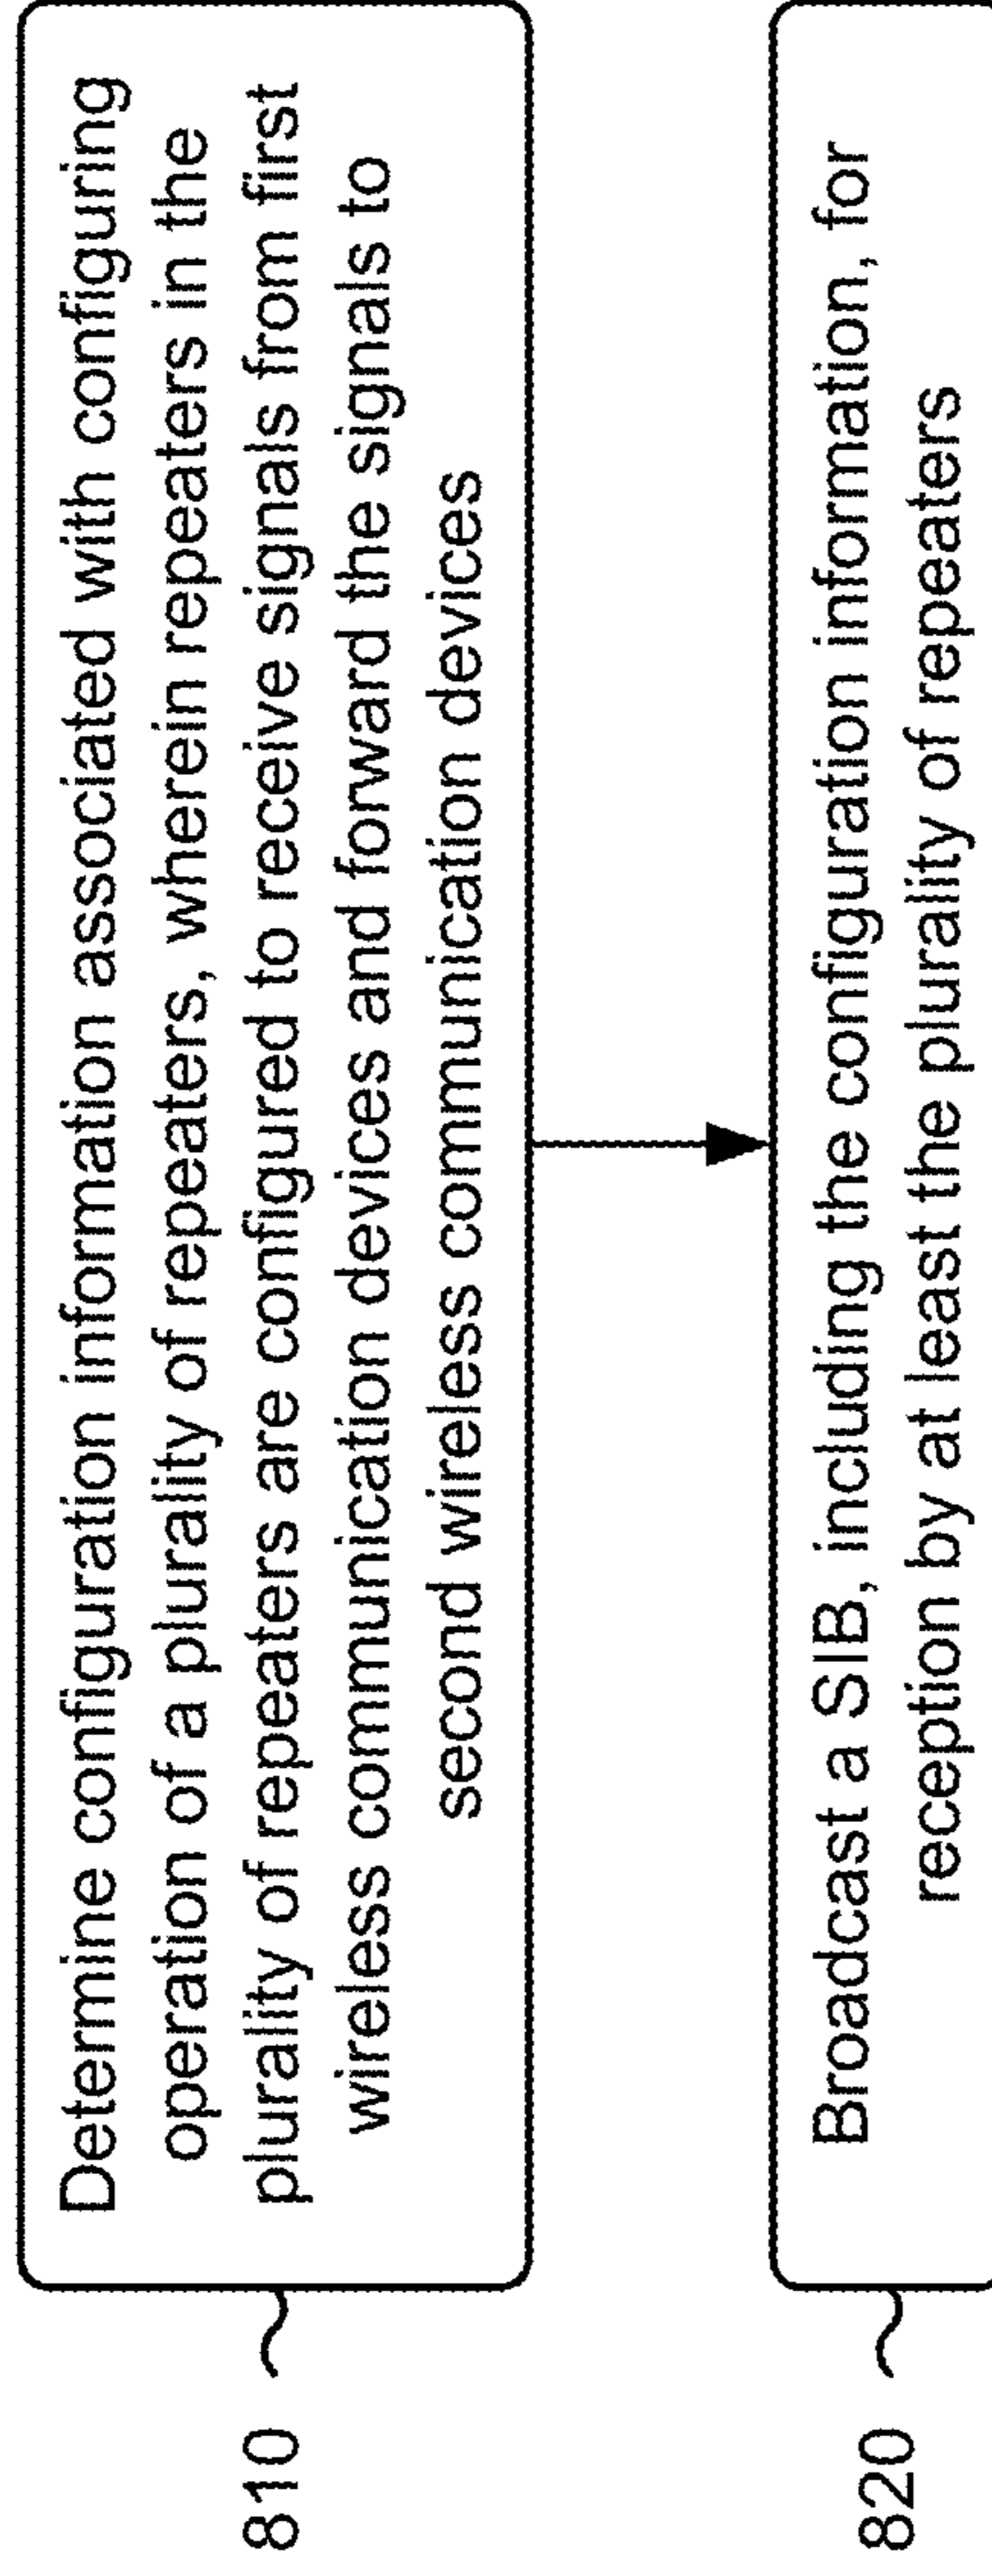 810
Determine configuration information associated with configuring
operation of a plurality of repeaters, wherein repeaters in the
plurality of repeaters are configured to receive signals from first
wireless communication devices and forward the signals to
second wireless communication devices
820
Broadcast a SIB, including the configuration information, for
reception by at least the plurality of repeaters